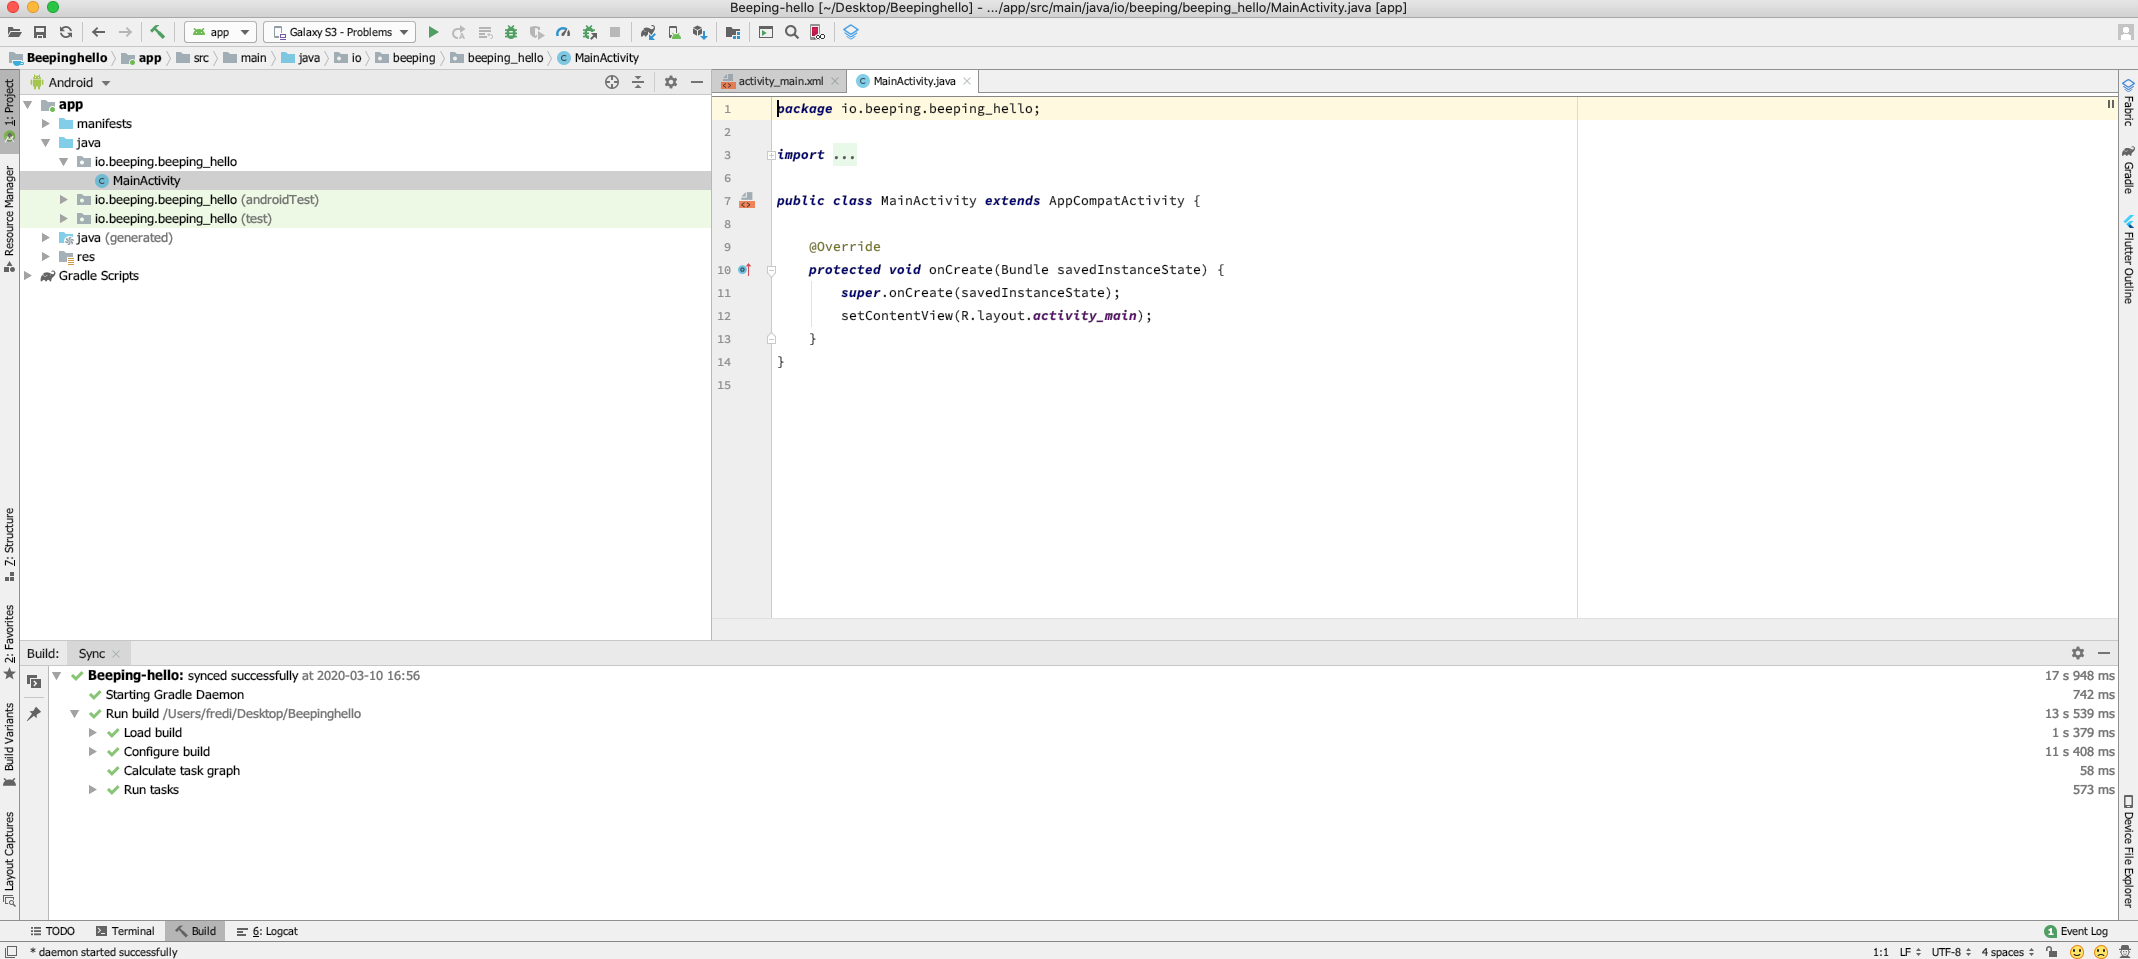 Beeping-hello [~/Desktop/Beepinghello] - .../app/src/main/java/io/beeping/beeping_hello/MainActivity.java [app]
app
Galaxy S3 - Problems
Beepinghello app src main java io beeping beeping_hello MainActivity
Android
activity_main.xml
MainActivity.java
1: Project
Resource Manager
Z: Structure
2: Favorites
Build Variants
Layout Captures
app
manifests
java
io.beeping.beeping_hello
MainActivity
io.beeping.beeping_hello (androidTest)
io.beeping.beeping_hello (test)
java (generated)
res
Gradle Scripts
1 package io.beeping.beeping_hello;
2
3 import ...
6
7 public class MainActivity extends AppCompatActivity {
8
9 @Override
10 protected void onCreate(Bundle savedInstanceState) {
11 super.onCreate(savedInstanceState);
12 setContentView(R.layout.activity_main);
13 }
14 }
15
Fabric
Gradle
Flutter Outline
Device File Explorer
Build: Sync
Beeping-hello: synced successfully at 2020-03-10 16:56 17 s 948 ms
Starting Gradle Daemon 742 ms
Run build /Users/fredi/Desktop/Beepinghello 13 s 539 ms
Load build 1 s 379 ms
Configure build 11 s 408 ms
Calculate task graph 58 ms
Run tasks 573 ms
TODO Terminal Build 6: Logcat 1 Event Log
* daemon started successfully 1:1 LF UTF-8 4 spaces